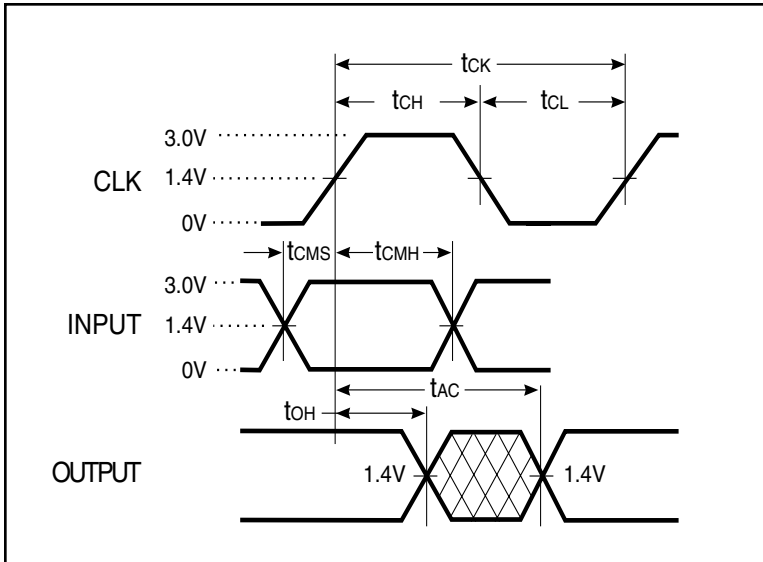 tCK
tCH tCL
3.0V
CLK 1.4V
0V
tCMS tCMH
3.0V
INPUT 1.4V
0V
tAC
tOH
OUTPUT 1.4V 1.4V